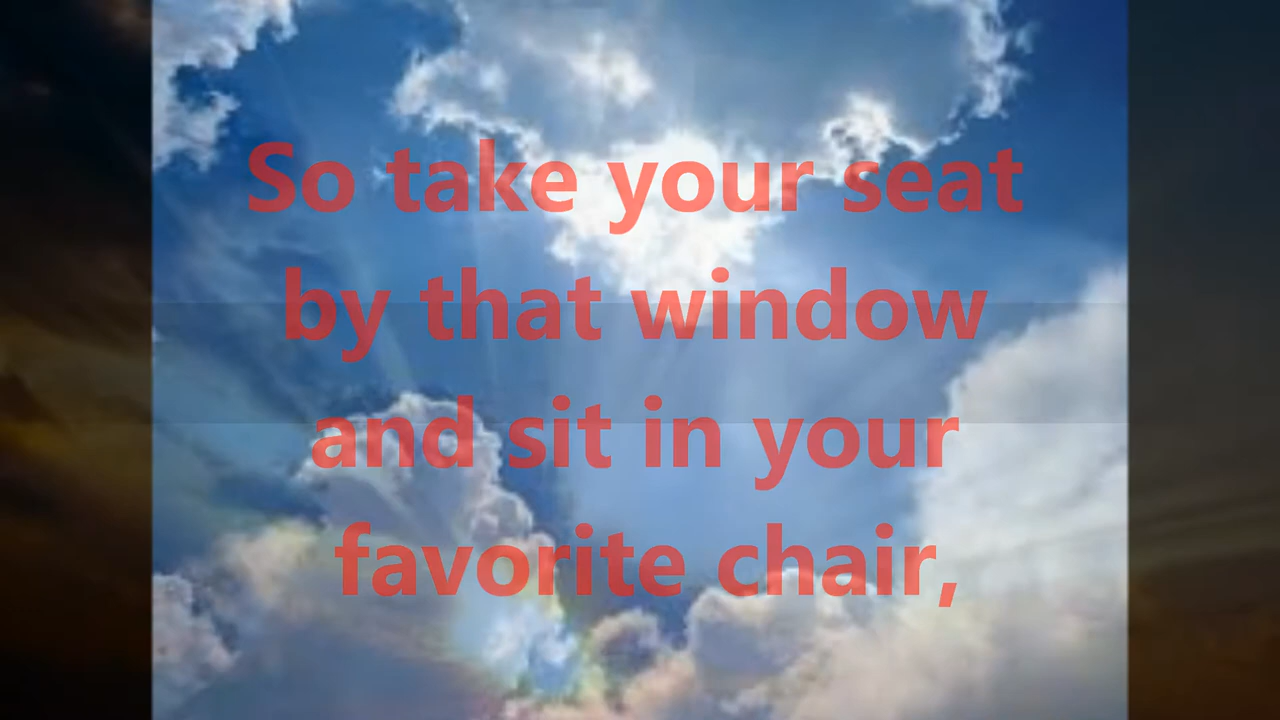 So take your seat
by that window
and sit in your
favorite chair,